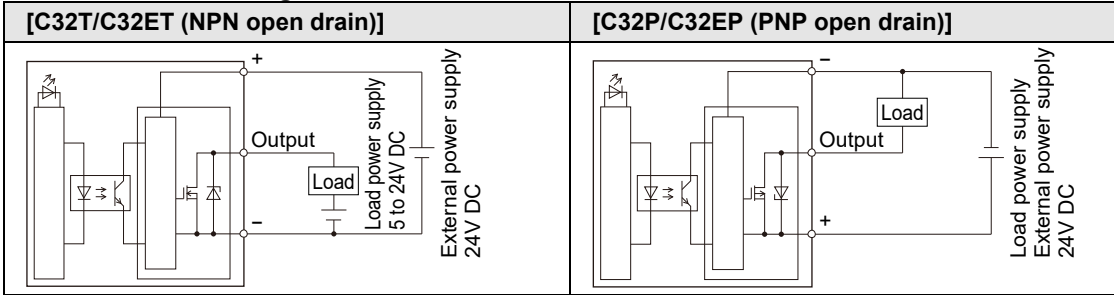 [C32T/C32ET (NPN open drain)]
+
Output
Load
–
Load power supply
5 to 24V DC
External power supply
24V DC
[C32P/C32EP (PNP open drain)]
–
Load
Output
+
Load power supply
External power supply
24V DC